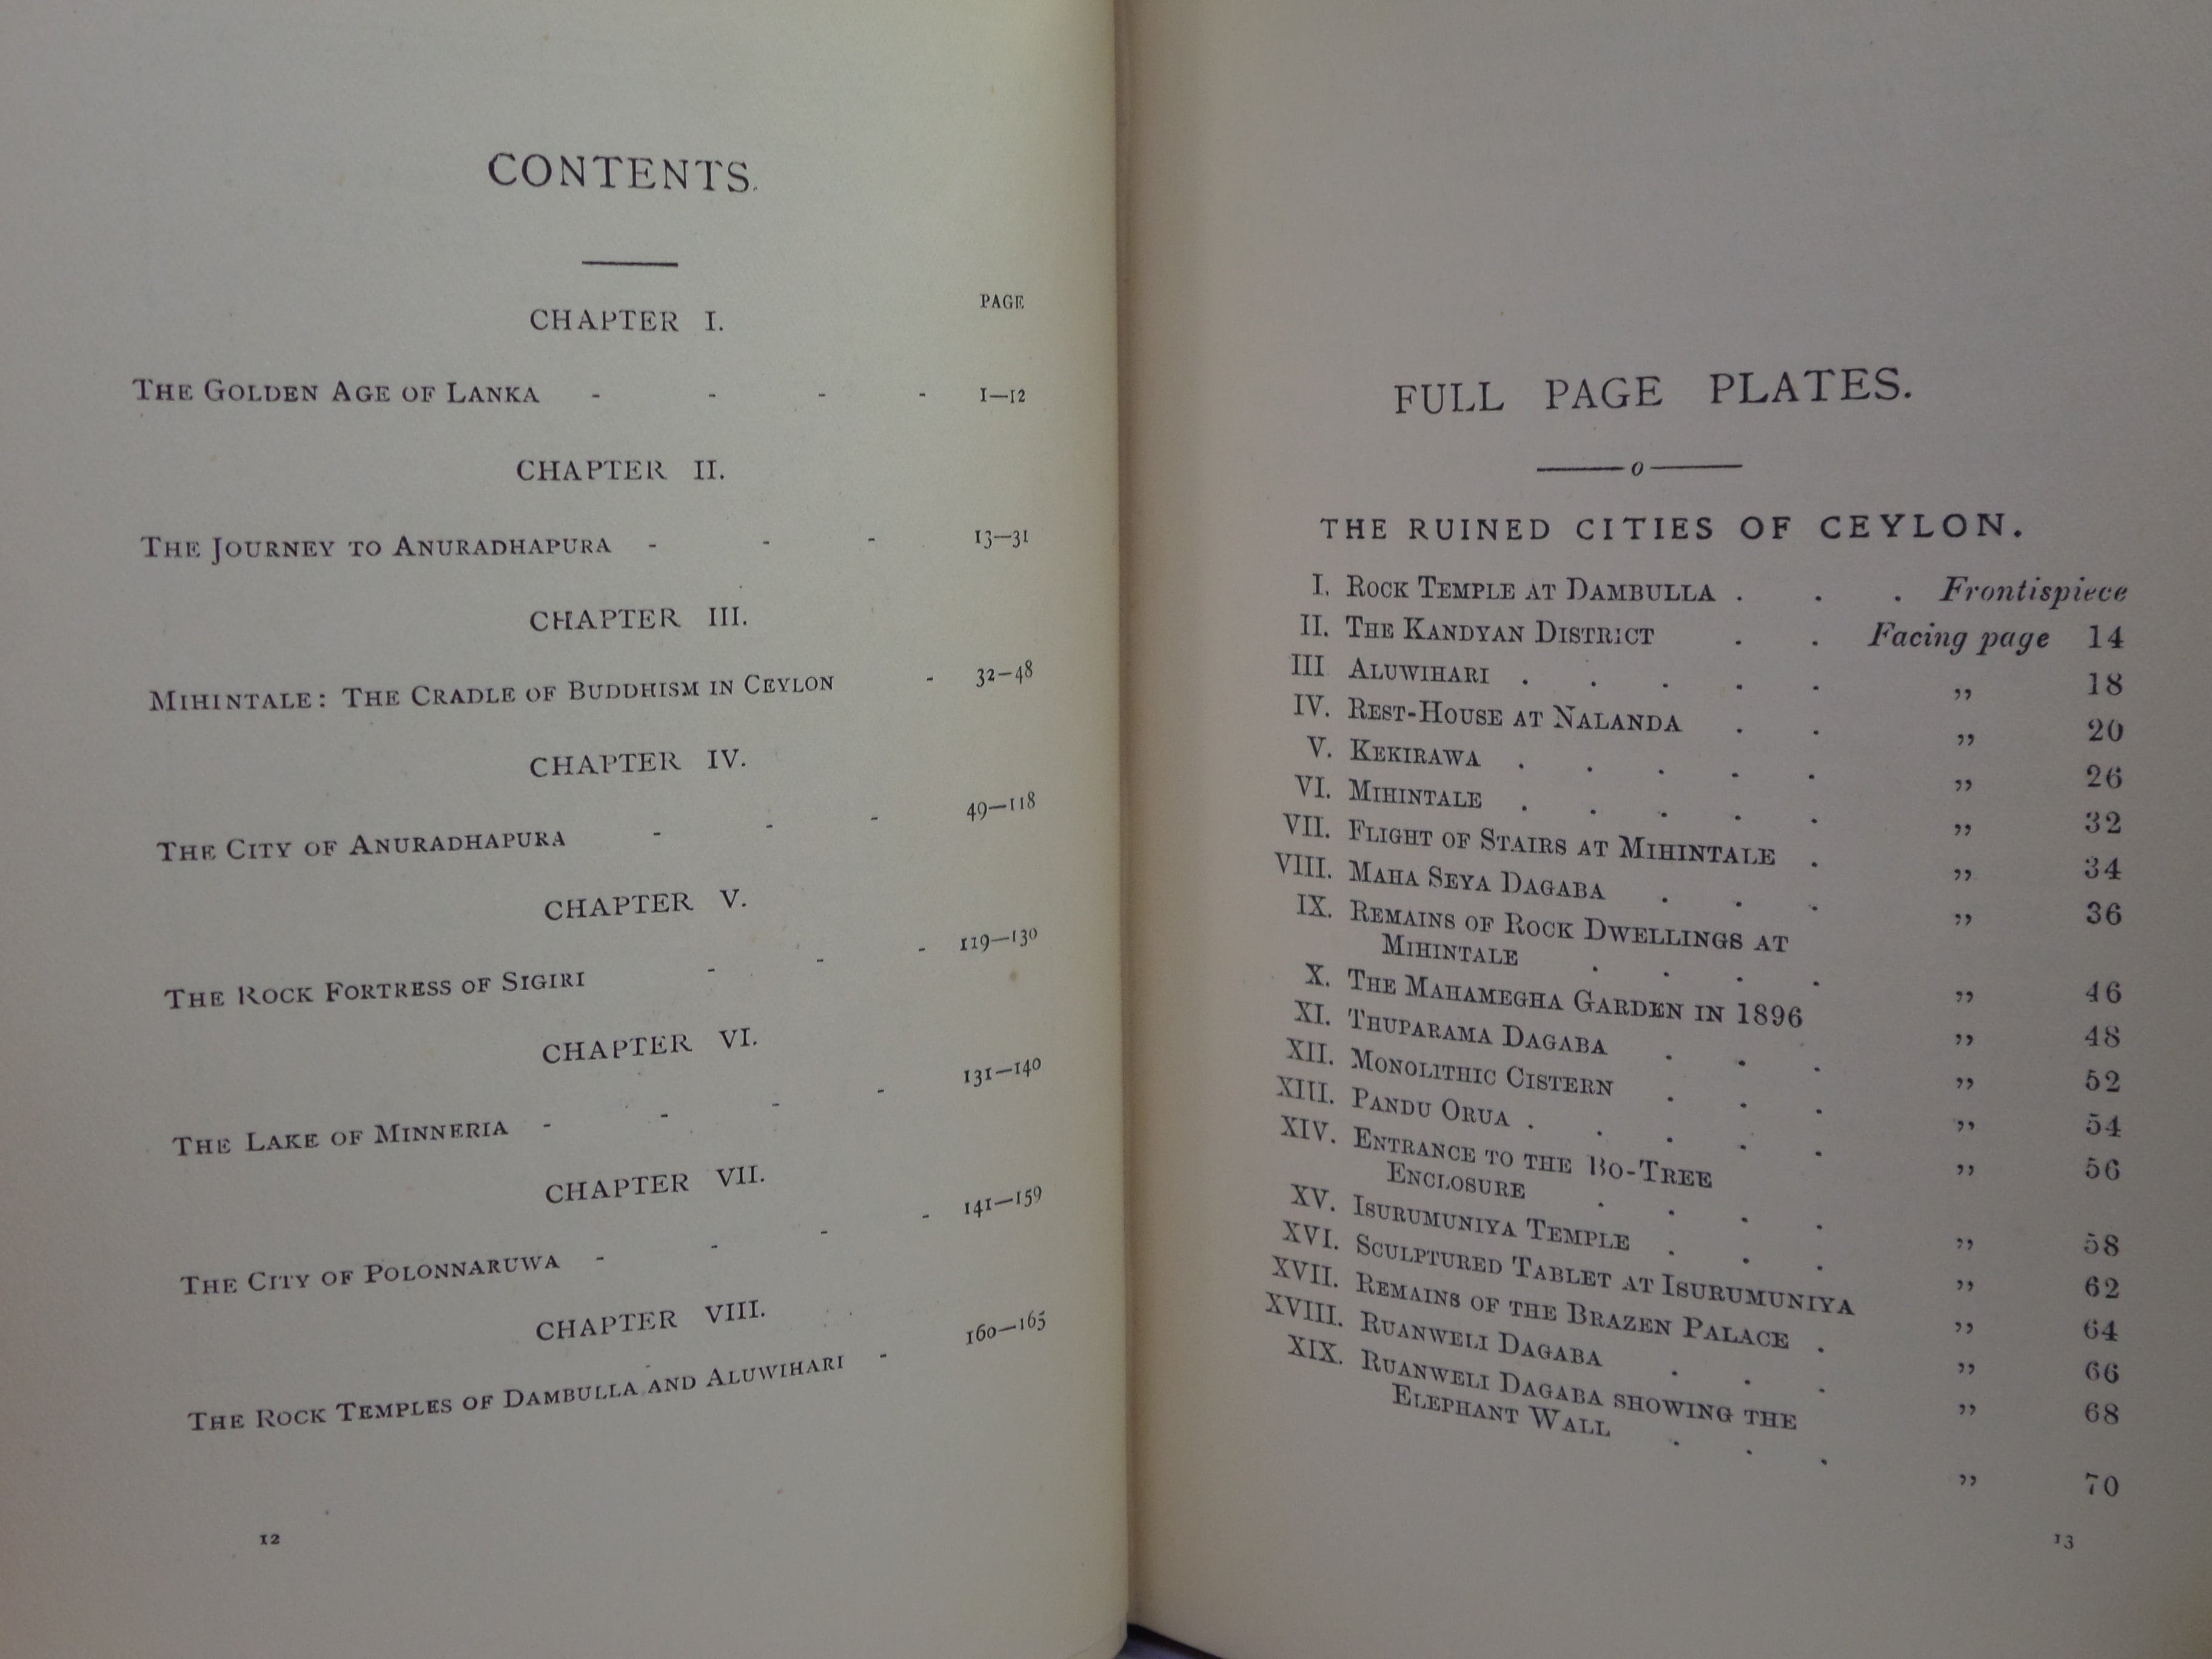 CONTENTS.
PAGE
CHAPTER I.
THE GOLDEN AGE OF LANKA - - - - 1—12
CHAPTER II.
THE JOURNEY TO ANURADHAPURA - - - 13—31
CHAPTER III.
MIHINTALE: THE CRADLE OF BUDDHISM IN CEYLON - 32—48
CHAPTER IV.
THE CITY OF ANURADHAPURA - - - 49—118
CHAPTER V.
THE ROCK FORTRESS OF SIGIRI - - - 119—130
CHAPTER VI.
THE LAKE OF MINNERIA - - - - 131—140
CHAPTER VII.
THE CITY OF POLONNARUWA - - - - 141—159
CHAPTER VIII.
THE ROCK TEMPLES OF DAMBULLA AND ALUWIHARI - 160—165
12
FULL PAGE PLATES.
o
THE RUINED CITIES OF CEYLON.
I. ROCK TEMPLE AT DAMBULLA . . . Frontispiece
II. THE KANDYAN DISTRICT . . Facing page 14
III ALUWIHARI . . . . . ,, 18
IV. REST-HOUSE AT NALANDA . . ,, 20
V. KEKIRAWA . . . . . ,, 26
VI. MIHINTALE . . . . . ,, 32
VII. FLIGHT OF STAIRS AT MIHINTALE . ,, 34
VIII. MAHA SEYA DAGABA . . . ,, 36
IX. REMAINS OF ROCK DWELLINGS AT
MIHINTALE . . . . ,, 46
X. THE MAHAMEGHA GARDEN IN 1896 ,, 48
XI. THUPARAMA DAGABA . . . ,, 52
XII. MONOLITHIC CISTERN . . . ,, 54
XIII. PANDU ORUA . . . . . ,, 56
XIV. ENTRANCE TO THE BO-TREE
ENCLOSURE . . . . ,, 58
XV. ISURUMUNIYA TEMPLE . . . ,, 62
XVI. SCULPTURED TABLET AT ISURUMUNIYA ,, 64
XVII. REMAINS OF THE BRAZEN PALACE . ,, 66
XVIII. RUANWELI DAGABA . . . ,, 68
XIX. RUANWELI DAGABA SHOWING THE
ELEPHANT WALL . . . ,, 70
13